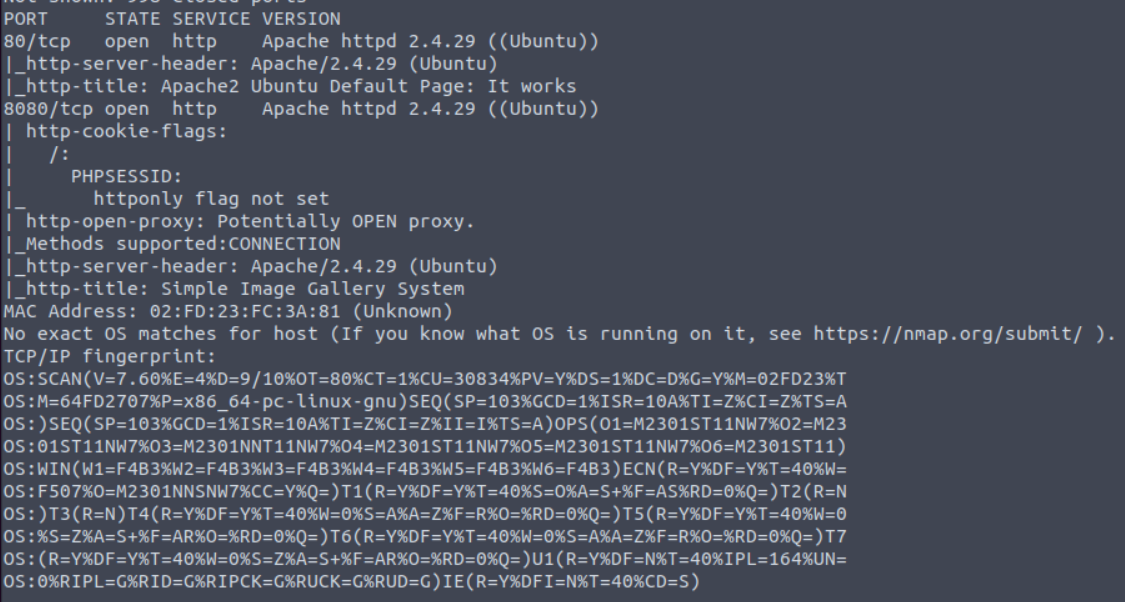 Not shown: 998 closed ports
PORT     STATE SERVICE VERSION
80/tcp   open  http    Apache httpd 2.4.29 ((Ubuntu))
|_http-server-header: Apache/2.4.29 (Ubuntu)
|_http-title: Apache2 Ubuntu Default Page: It works
8080/tcp open  http    Apache httpd 2.4.29 ((Ubuntu))
| http-cookie-flags:
|   /:
|     PHPSESSID:
|_      httponly flag not set
| http-open-proxy: Potentially OPEN proxy.
|_Methods supported:CONNECTION
|_http-server-header: Apache/2.4.29 (Ubuntu)
|_http-title: Simple Image Gallery System
MAC Address: 02:FD:23:FC:3A:81 (Unknown)
No exact OS matches for host (If you know what OS is running on it, see https://nmap.org/submit/ ).
TCP/IP fingerprint:
OS:SCAN(V=7.60%E=4%D=9/10%OT=80%CT=1%CU=30834%PV=Y%DS=1%DC=D%G=Y%M=02FD23%T
OS:M=64FD2707%P=x86_64-pc-linux-gnu)SEQ(SP=103%GCD=1%ISR=10A%TI=Z%CI=Z%TS=A
OS:)SEQ(SP=103%GCD=1%ISR=10A%TI=Z%CI=Z%II=I%TS=A)OPS(O1=M2301ST11NW7%O2=M23
OS:01ST11NW7%O3=M2301NNT11NW7%O4=M2301ST11NW7%O5=M2301ST11NW7%O6=M2301ST11)
OS:WIN(W1=F4B3%W2=F4B3%W3=F4B3%W4=F4B3%W5=F4B3%W6=F4B3)ECN(R=Y%DF=Y%T=40%W=
OS:F507%O=M2301NNSNW7%CC=Y%Q=)T1(R=Y%DF=Y%T=40%S=O%A=S+%F=AS%RD=0%Q=)T2(R=N
OS:)T3(R=N)T4(R=Y%DF=Y%T=40%W=0%S=A%A=Z%F=R%O=%RD=0%Q=)T5(R=Y%DF=Y%T=40%W=0
OS:%S=Z%A=S+%F=AR%O=%RD=0%Q=)T6(R=Y%DF=Y%T=40%W=0%S=A%A=Z%F=R%O=%RD=0%Q=)T7
OS:(R=Y%DF=Y%T=40%W=0%S=Z%A=S+%F=AR%O=%RD=0%Q=)U1(R=Y%DF=N%T=40%IPL=164%UN=
OS:0%RIPL=G%RID=G%RIPCK=G%RUCK=G%RUD=G)IE(R=Y%DFI=N%T=40%CD=S)